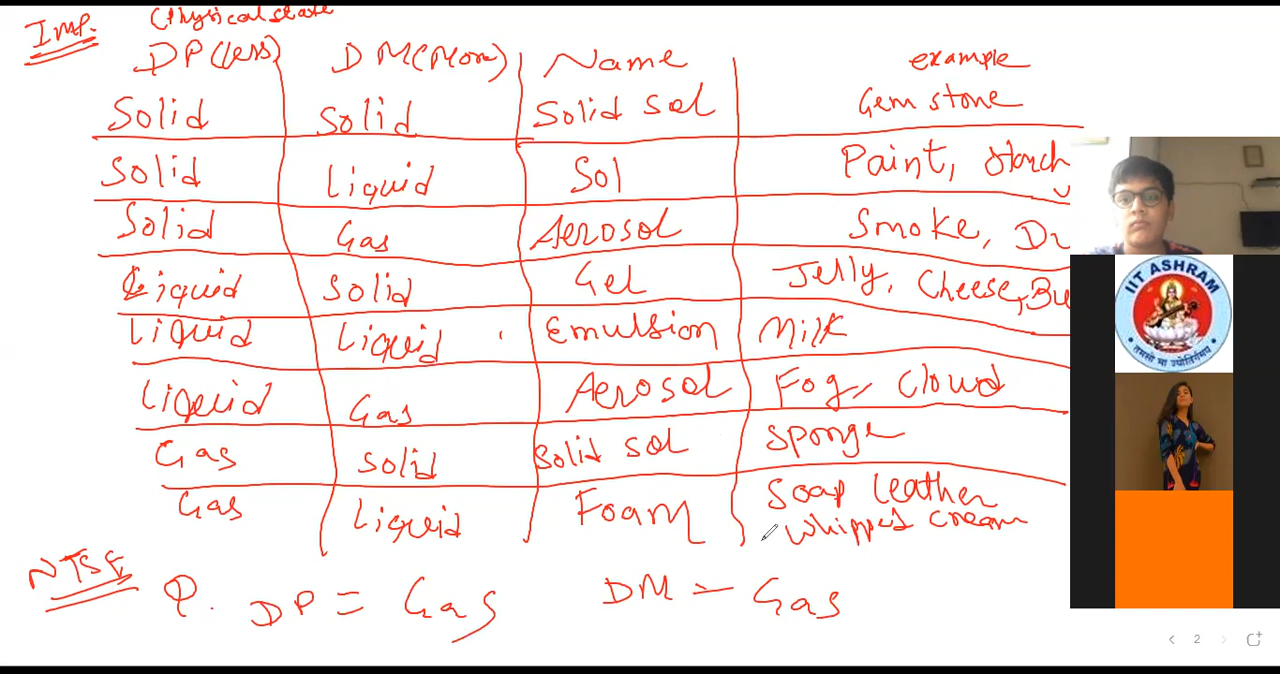 Imp. (Physical state
DP(less) DM(More) Name example
Solid Solid Solid sol Gem stone
Solid Liquid Sol Paint, starch
Solid Gas Aerosol Smoke, Du
Liquid Solid Gel Jelly, Cheese, Bu
Liquid Liquid Emulsion Milk
Liquid Gas Aerosol Fog, Cloud
Gas Solid Solid sol Sponge
Gas Liquid Foam Soap leather
Whipped cream
NTSE Q. DP = Gas DM - Gas
IIT ASHRAM
• तमसो मा ज्योतिर्गमय •
2